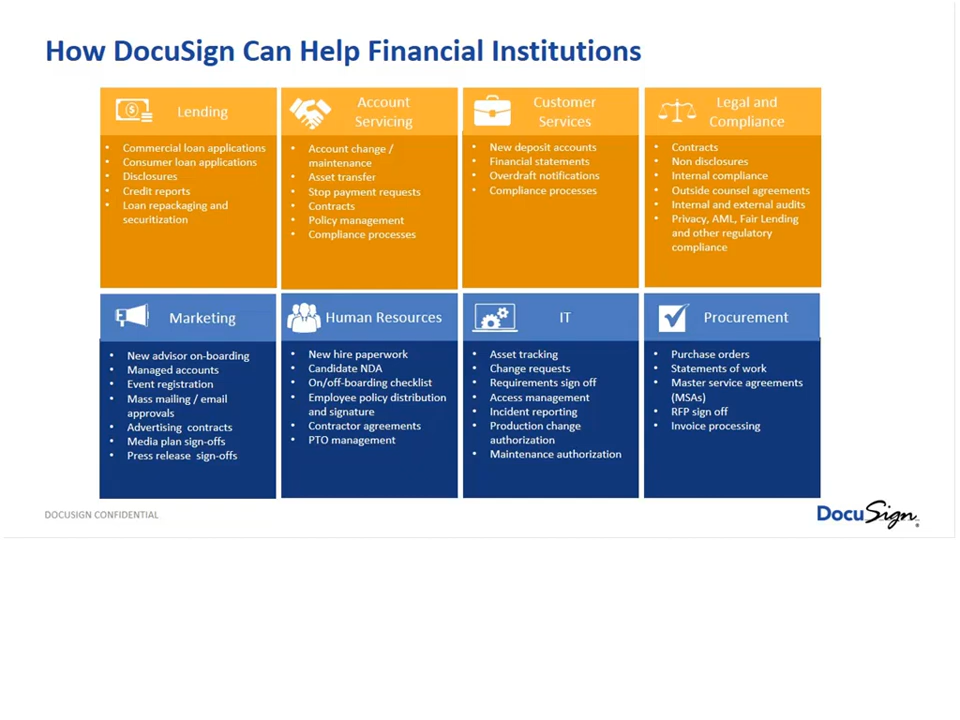 How DocuSign Can Help Financial Institutions
Lending
• Commercial loan applications
• Consumer loan applications
• Disclosures
• Credit reports
• Loan repackaging and
securitization
Account
Servicing
• Account change /
maintenance
• Asset transfer
• Stop payment requests
• Contracts
• Policy management
• Compliance processes
Customer
Services
• New deposit accounts
• Financial statements
• Overdraft notifications
• Compliance processes
Legal and
Compliance
• Contracts
• Non disclosures
• Internal compliance
• Outside counsel agreements
• Internal and external audits
• Privacy, AML, Fair Lending
and other regulatory
compliance
Marketing
• New advisor on-boarding
• Managed accounts
• Event registration
• Mass mailing / email
approvals
• Advertising contracts
• Media plan sign-offs
• Press release sign-offs
Human Resources
• New hire paperwork
• Candidate NDA
• On/off-boarding checklist
• Employee policy distribution
and signature
• Contractor agreements
• PTO management
IT
• Asset tracking
• Change requests
• Requirements sign off
• Access management
• Incident reporting
• Production change
authorization
• Maintenance authorization
Procurement
• Purchase orders
• Statements of work
• Master service agreements
(MSAs)
• RFP sign off
• Invoice processing
DOCUSIGN CONFIDENTIAL
DocuSign®